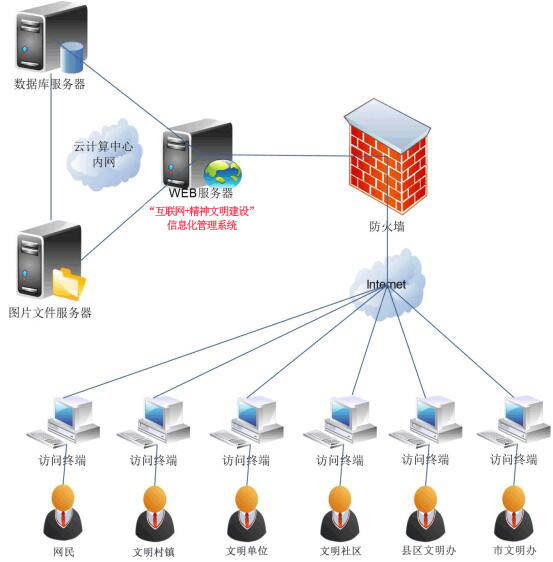 数据库服务器
云计算中心
内网
WEB服务器
“互联网+精神文明建设”
信息化管理系统
防火墙
图片文件服务器
Internet
访问终端 访问终端 访问终端 访问终端 访问终端 访问终端
网民 文明村镇 文明单位 文明社区 县区文明办 市文明办